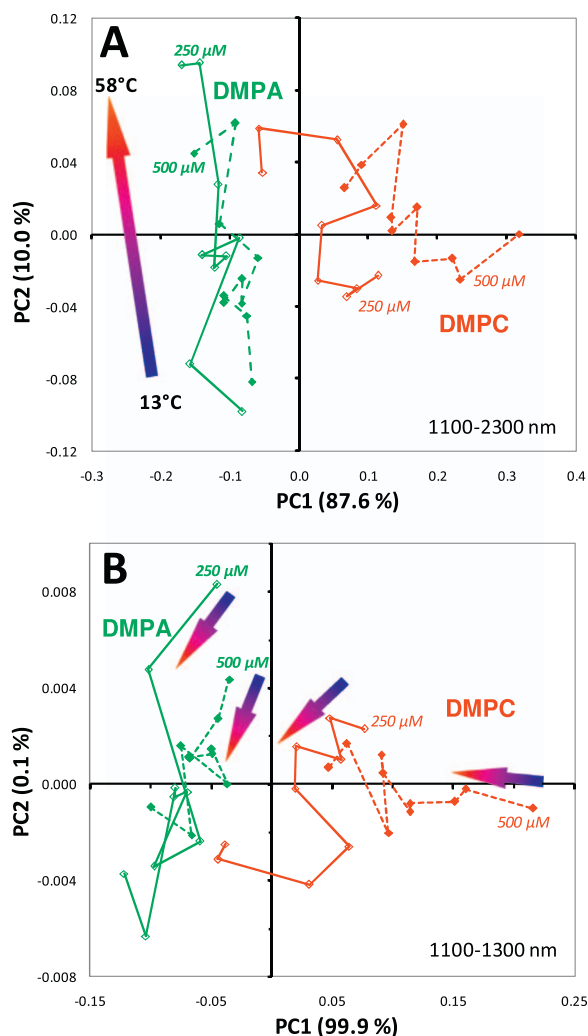 A
0.12
0.08
0.04
0.00
-0.04
-0.08
-0.12
PC2 (10.0 %)
250 µM
58°C
DMPA
500 µM
13°C
250 µM
500 µM
DMPC
1100-2300 nm
-0.3
-0.2
-0.1
0.0
0.1
0.2
0.3
0.4
PC1 (87.6 %)
B
0.008
0.004
0.000
-0.004
-0.008
PC2 (0.1 %)
250 µM
DMPA
500 µM
DMPC
250 µM
500 µM
1100-1300 nm
-0.15
-0.05
0.05
0.15
0.25
PC1 (99.9 %)